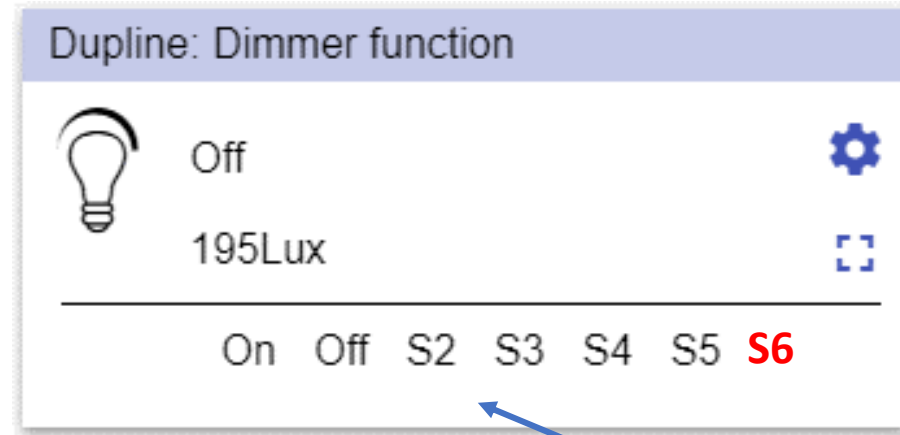 Dupline: Dimmer function
Off
195Lux
On Off S2 S3 S4 S5 S6